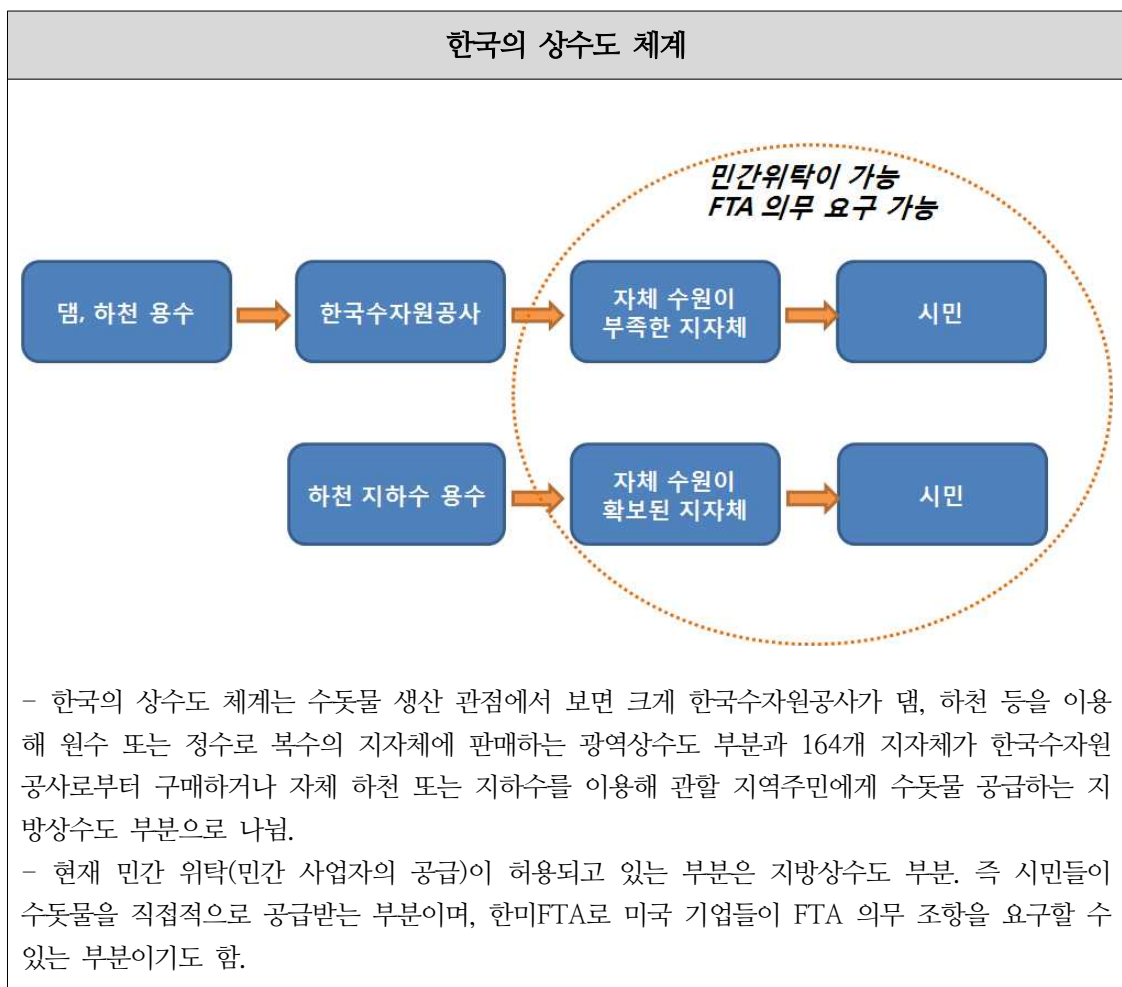 한국의 상수도 체계
민간위탁이 가능
FTA 의무 요구 가능
댐, 하천 용수
한국수자원공사
자체 수원이
부족한 지자체
시민
하천 지하수 용수
자체 수원이
확보된 지자체
시민
- 한국의 상수도 체계는 수돗물 생산 관점에서 보면 크게 한국수자원공사가 댐, 하천 등을 이용
해 원수 또는 정수로 복수의 지자체에 판매하는 광역상수도 부분과 164개 지자체가 한국수자원
공사로부터 구매하거나 자체 하천 또는 지하수를 이용해 관할 지역주민에게 수돗물 공급하는 지
방상수도 부분으로 나뉨.
- 현재 민간 위탁(민간 사업자의 공급)이 허용되고 있는 부분은 지방상수도 부분. 즉 시민들이
수돗물을 직접적으로 공급받는 부분이며, 한미FTA로 미국 기업들이 FTA 의무 조항을 요구할 수
있는 부분이기도 함.